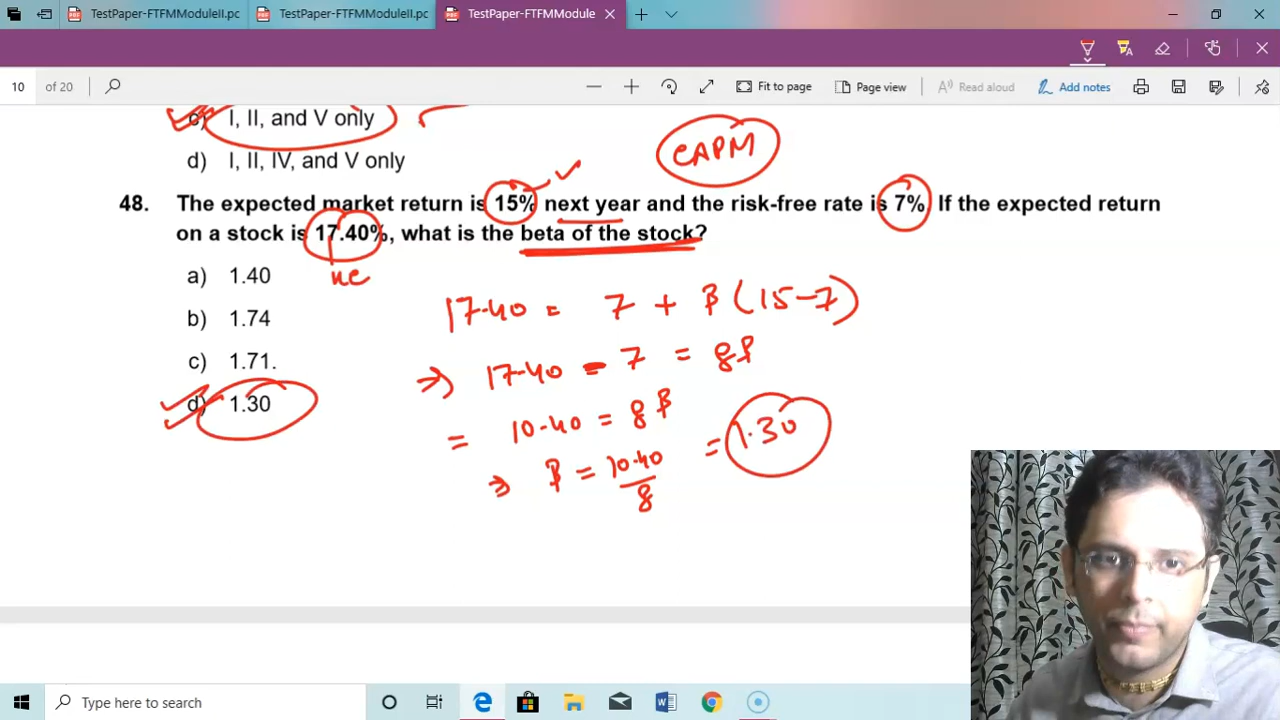 TestPaper-FTFMModuleII.pc
TestPaper-FTFMModuleII.pc
TestPaper-FTFMModule
10 of 20
Fit to page
Page view
Read aloud
Add notes
c) I, II, and V only
d) I, II, IV, and V only
CAPM
48. The expected market return is 15% next year and the risk-free rate is 7% If the expected return
on a stock is 17.40%, what is the beta of the stock?
ke
a) 1.40
b) 1.74
c) 1.71.
d) 1.30
17.40 = 7 + β (15-7)
⇒ 17.40 - 7 = 8β
= 10.40 = 8β
⇒ β = 10.40/8 = 1.30
Type here to search